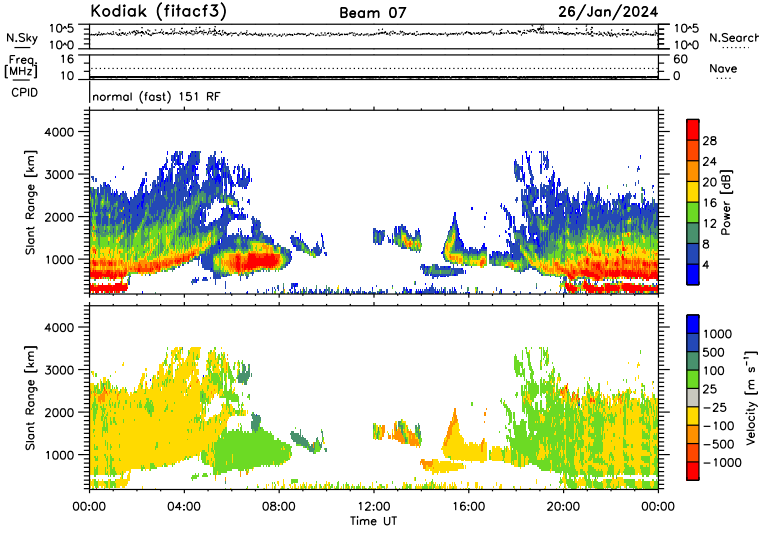 Kodiak (fitacf3) Beam 07 26/Jan/2024
N.Sky 10^5 10^5 N.Search
10^0 10^0
Freq. 16 60 Nave
[MHz] 10 0
CPID normal (fast) 151 RF
Slant Range [km]
4000
3000
2000
1000
28
24
20
16
12
8
4
Power [dB]
Slant Range [km]
4000
3000
2000
1000
1000
500
100
25
-25
-100
-500
-1000
Velocity [m s⁻¹]
00:00 04:00 08:00 12:00 16:00 20:00 00:00
Time UT